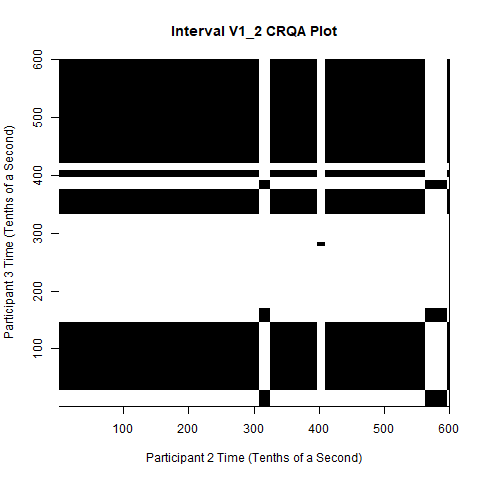 Interval V1_2 CRQA Plot
600
500
400
300
200
100
Participant 3 Time (Tenths of a Second)
100 200 300 400 500 600
Participant 2 Time (Tenths of a Second)